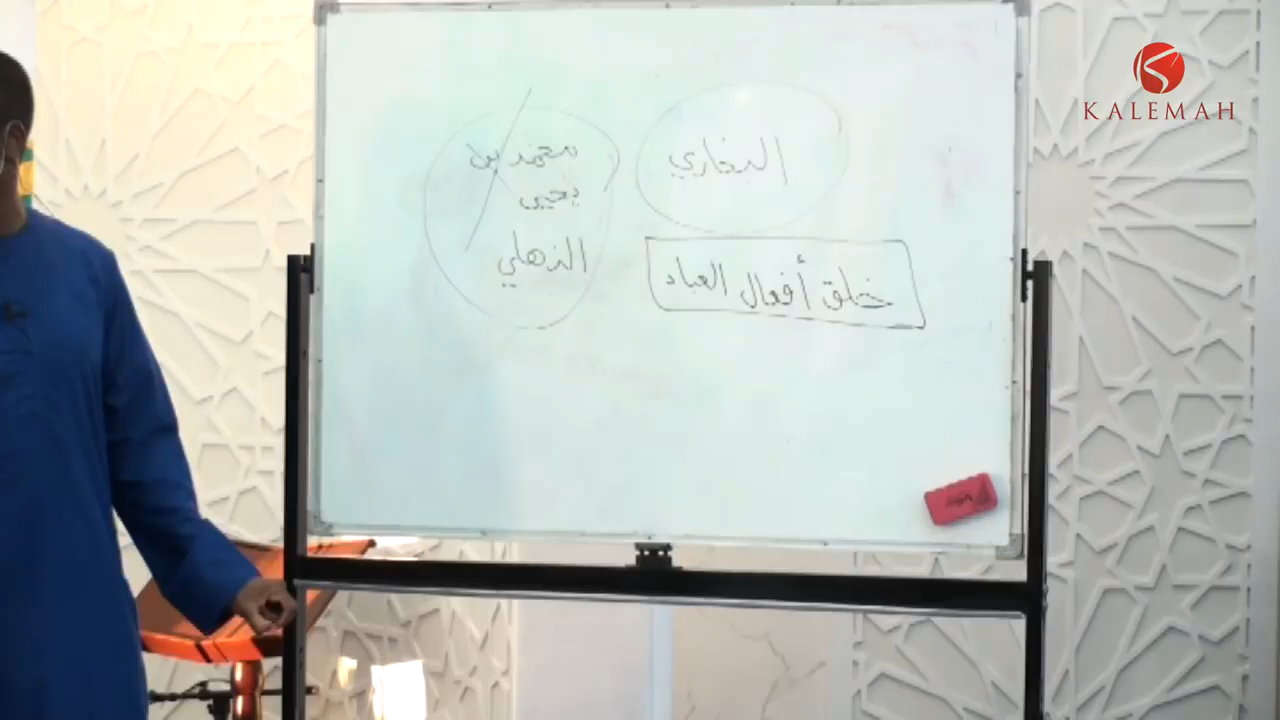 البخاري
خلق أفعال العباد
محمد بن
يحيى
الذهلي
KALEMAH